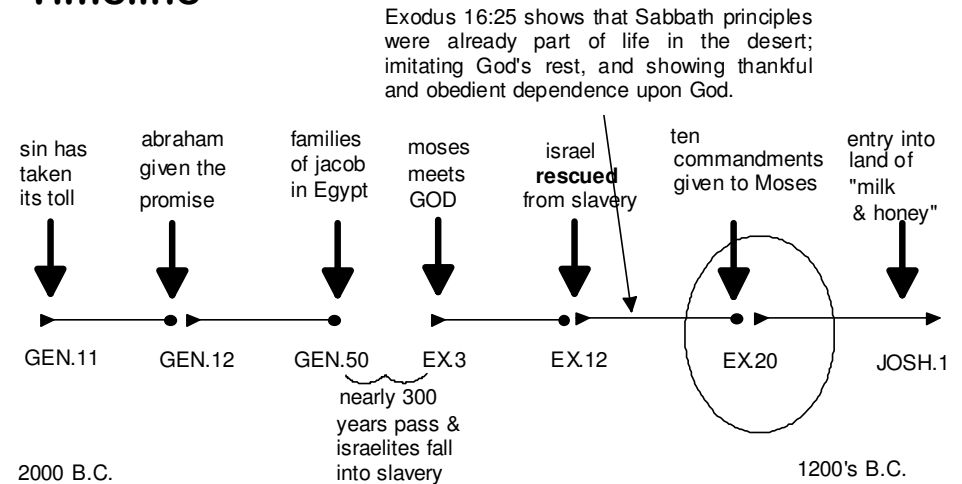 Timeline
Exodus 16:25 shows that Sabbath principles
were already part of life in the desert;
imitating God's rest, and showing thankful
and obedient dependence upon God.
sin has
taken
its toll
abraham
given the
promise
families
of jacob
in Egypt
moses
meets
GOD
israel
rescued
from slavery
ten
commandments
given to Moses
entry into
land of
"milk
& honey"
GEN.11
GEN.12
GEN.50
EX.3
EX.12
EX.20
JOSH.1
nearly 300
years pass &
israelites fall
into slavery
2000 B.C.
1200's B.C.